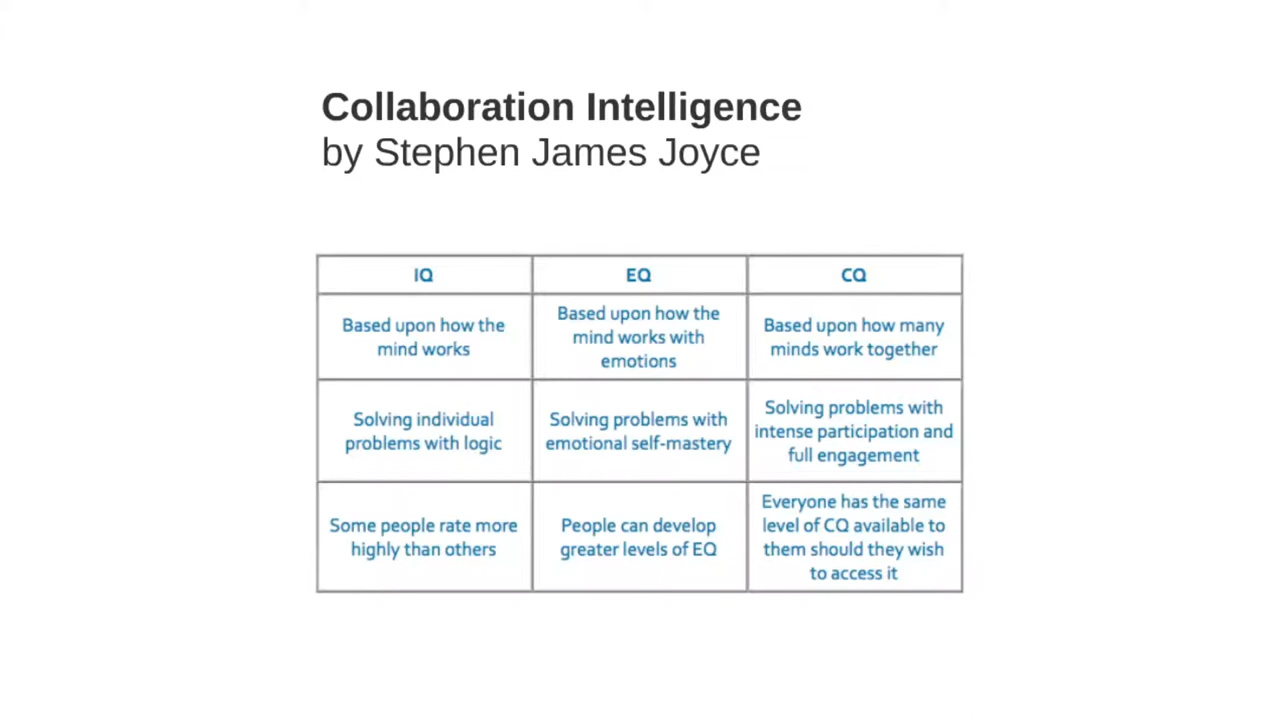 Collaboration Intelligence
by Stephen James Joyce
IQ
EQ
CQ
Based upon how the
mind works
Based upon how the
mind works with
emotions
Based upon how many
minds work together
Solving individual
problems with logic
Solving problems with
emotional self-mastery
Solving problems with
intense participation and
full engagement
Some people rate more
highly than others
People can develop
greater levels of EQ
Everyone has the same
level of CQ available to
them should they wish
to access it